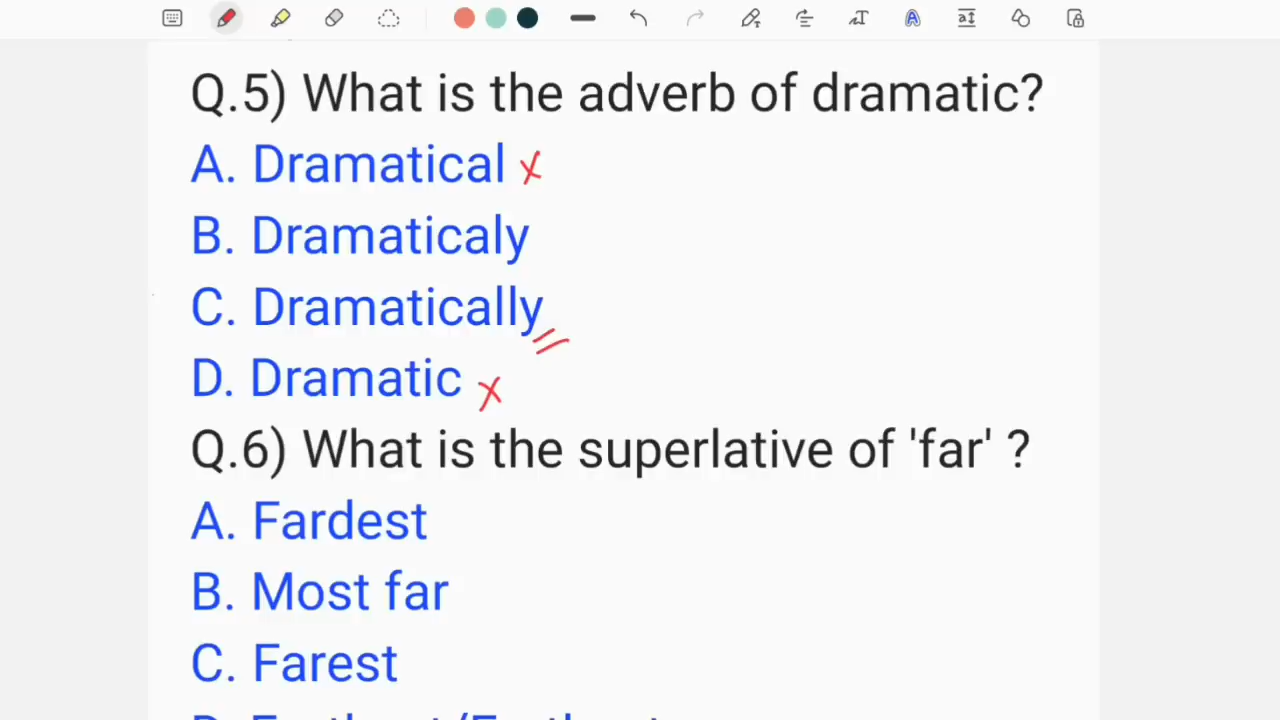 Q.5) What is the adverb of dramatic?
A. Dramatical x
B. Dramaticaly
C. Dramatically
D. Dramatic x
Q.6) What is the superlative of 'far' ?
A. Fardest
B. Most far
C. Farest